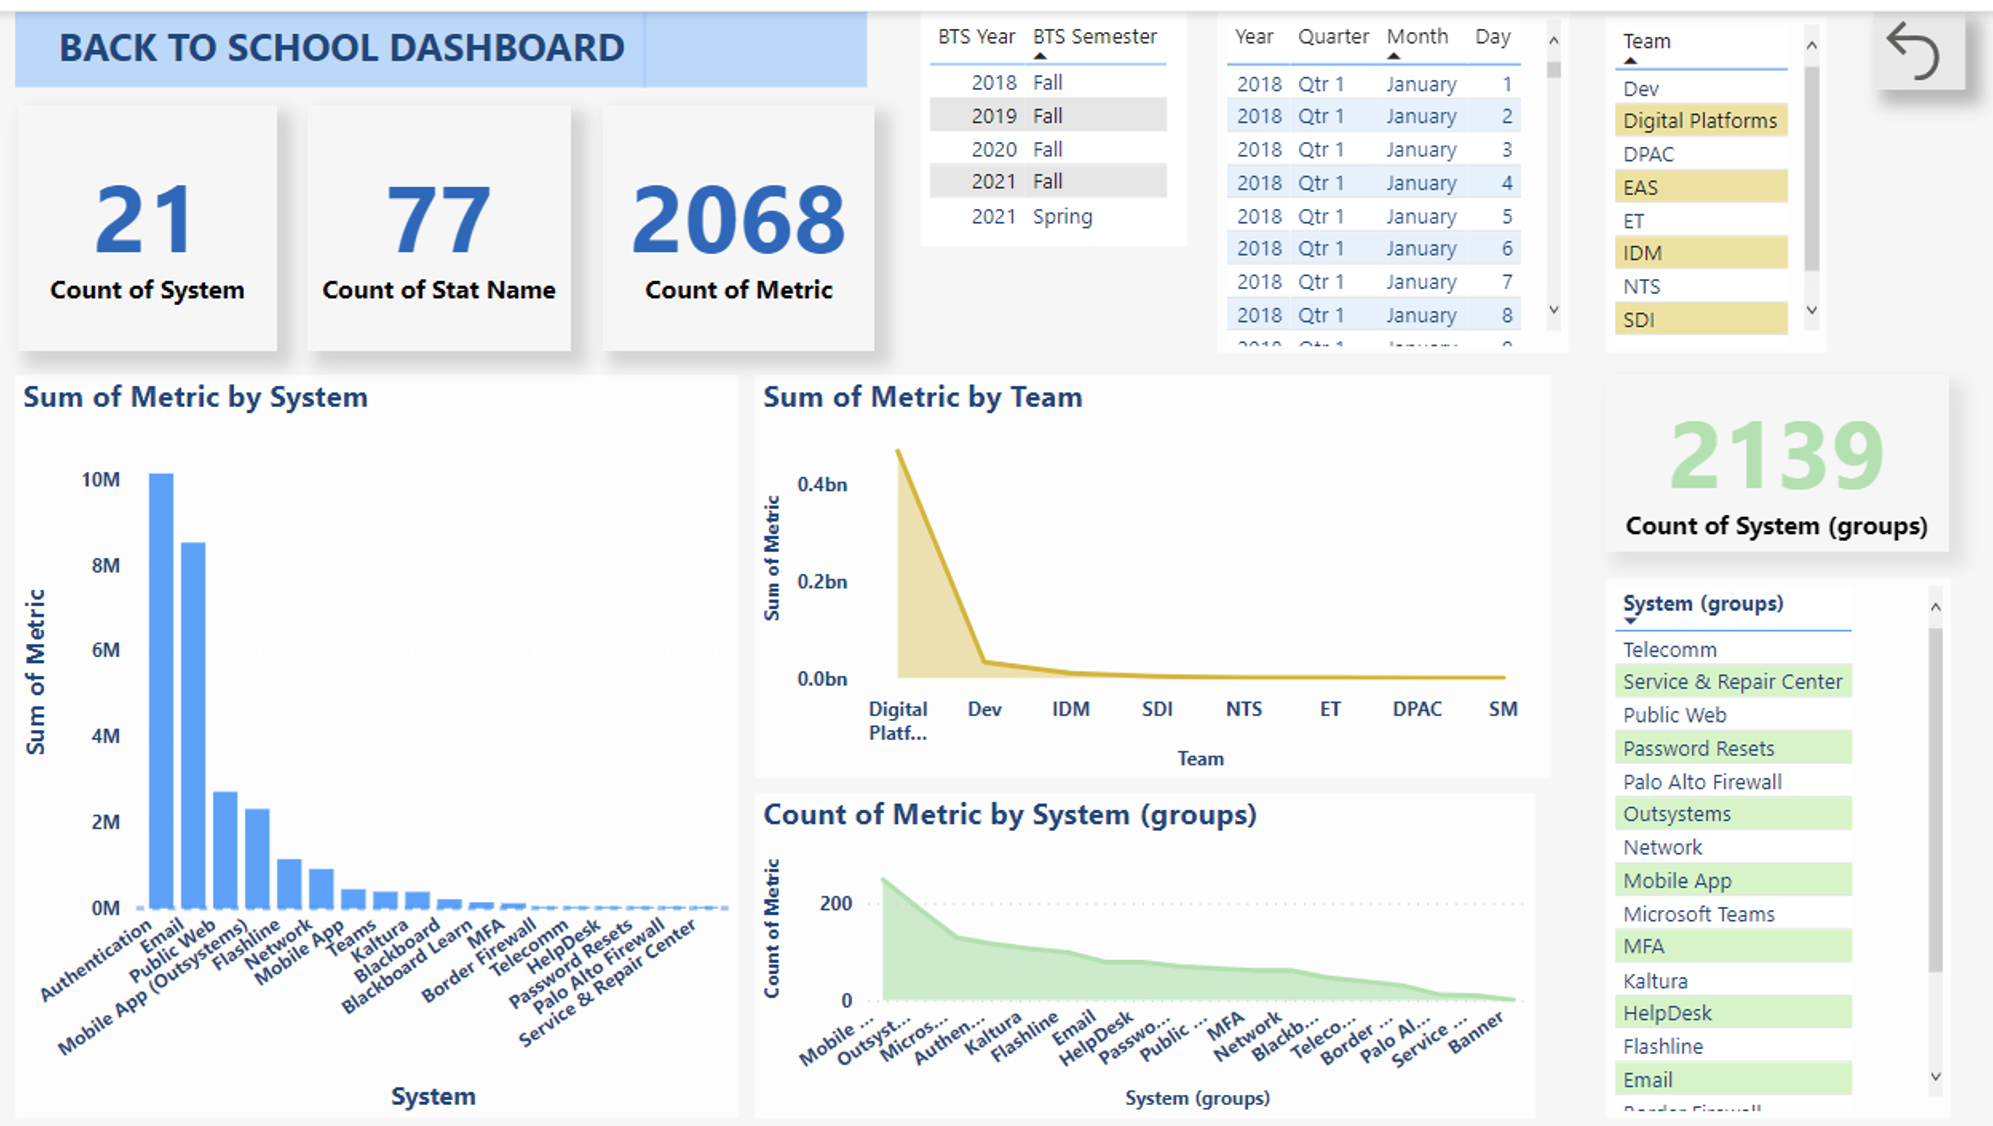 BACK TO SCHOOL DASHBOARD
21
Count of System
77
Count of Stat Name
2068
Count of Metric
BTS Year BTS Semester
2018 Fall
2019 Fall
2020 Fall
2021 Fall
2021 Spring
Year Quarter Month Day
2018 Qtr 1 January 1
2018 Qtr 1 January 2
2018 Qtr 1 January 3
2018 Qtr 1 January 4
2018 Qtr 1 January 5
2018 Qtr 1 January 6
2018 Qtr 1 January 7
2018 Qtr 1 January 8
Team
Dev
Digital Platforms
DPAC
EAS
ET
IDM
NTS
SDI
Sum of Metric by System
Sum of Metric
10M
8M
6M
4M
2M
0M
Authentication
Email
Public Web
Mobile App (Outsystems)
Flashline
Network
Mobile App
Teams
Kaltura
Blackboard
Blackboard Learn
MFA
Border Firewall
Telecomm
HelpDesk
Password Resets
Palo Alto Firewall
Service & Repair Center
System
Sum of Metric by Team
Sum of Metric
0.4bn
0.2bn
0.0bn
Digital
Platf...
Dev
IDM
SDI
NTS
ET
DPAC
SM
Team
Count of Metric by System (groups)
Count of Metric
200
0
Mobile ...
Outsyst...
Micros...
Authen...
Kaltura
Flashline
Email
HelpDesk
Passwo...
Public ...
MFA
Network
Blackb...
Teleco...
Border ...
Palo Al...
Service ...
Banner
System (groups)
2139
Count of System (groups)
System (groups)
Telecomm
Service & Repair Center
Public Web
Password Resets
Palo Alto Firewall
Outsystems
Network
Mobile App
Microsoft Teams
MFA
Kaltura
HelpDesk
Flashline
Email